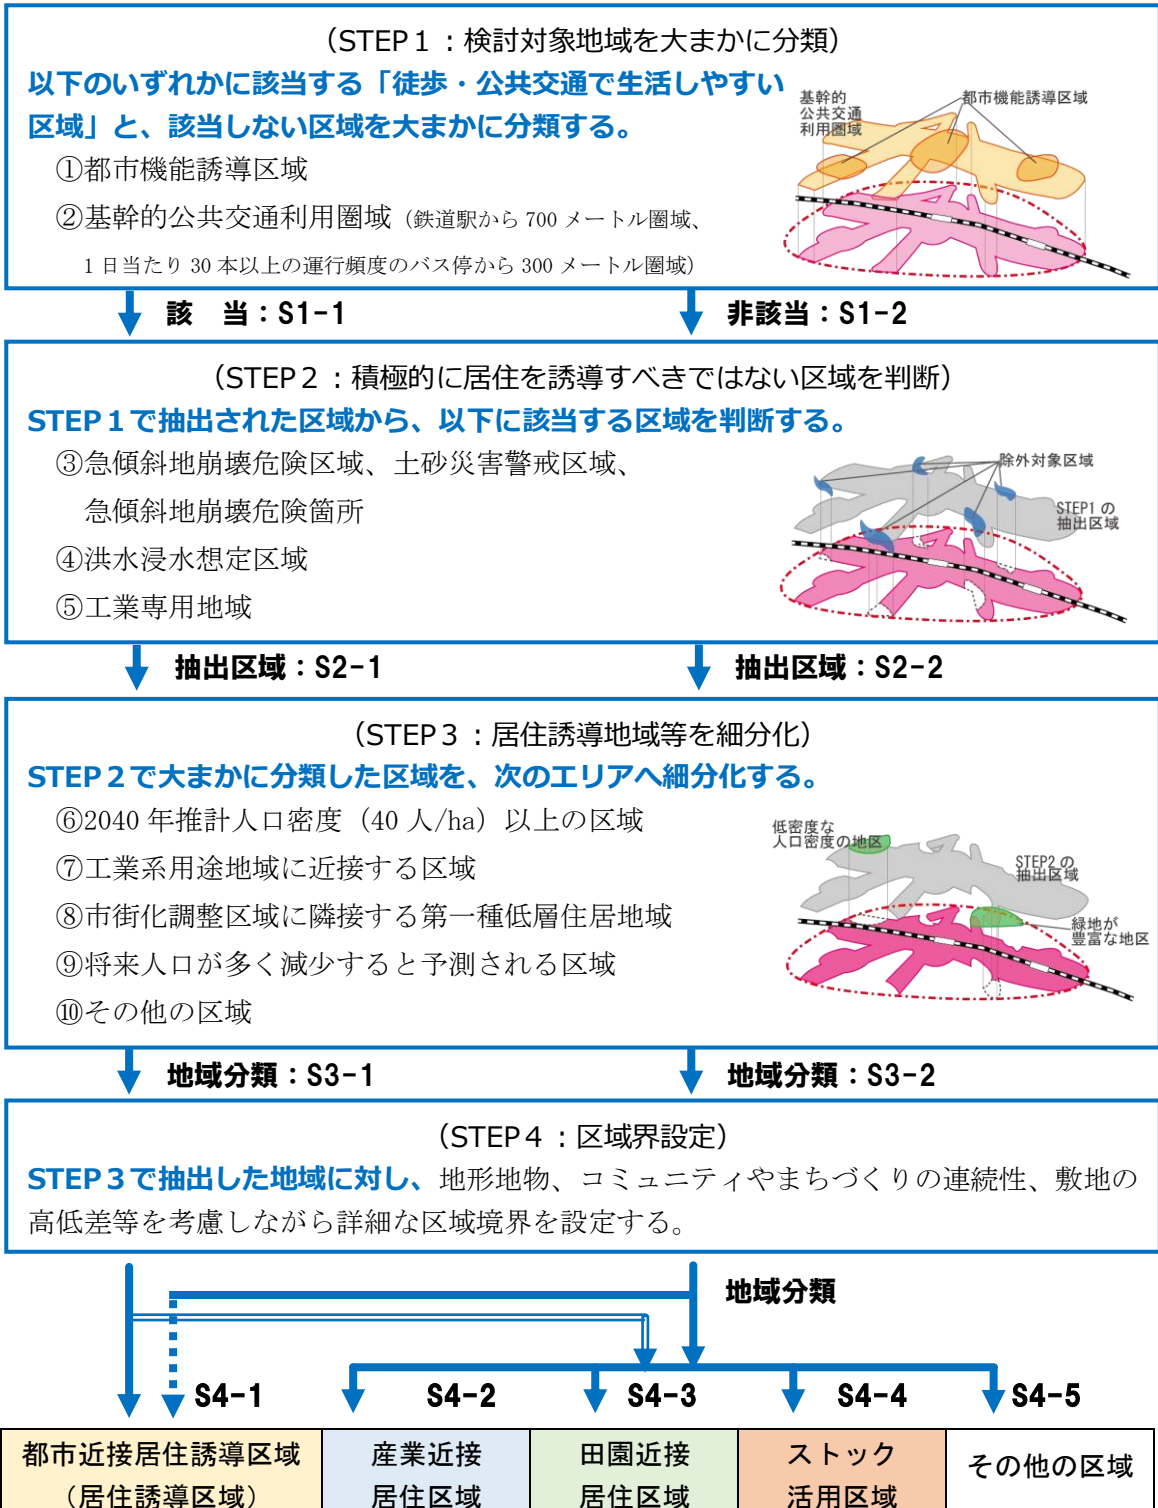 （STEP１：検討対象地域を大まかに分類）
以下のいずれかに該当する「徒歩・公共交通で生活しやすい
区域」と、該当しない区域を大まかに分類する。
①都市機能誘導区域
②基幹的公共交通利用圏域（鉄道駅から 700 メートル圏域、
1 日当たり 30 本以上の運行頻度のバス停から 300 メートル圏域）
基幹的
公共交通
利用圏域
都市機能誘導区域
該　当：S1-1
非該当：S1-2
（STEP２：積極的に居住を誘導すべきではない区域を判断）
STEP１で抽出された区域から、以下に該当する区域を判断する。
③急傾斜地崩壊危険区域、土砂災害警戒区域、
急傾斜地崩壊危険箇所
④洪水浸水想定区域
⑤工業専用地域
除外対象区域
STEP1 の
抽出区域
抽出区域：S2-1
抽出区域：S2-2
（STEP３：居住誘導地域等を細分化）
STEP２で大まかに分類した区域を、次のエリアへ細分化する。
⑥2040 年推計人口密度（40 人/ha）以上の区域
⑦工業系用途地域に近接する区域
⑧市街化調整区域に隣接する第一種低層住居地域
⑨将来人口が多く減少すると予測される区域
⑩その他の区域
低密度な
人口密度の地区
STEP2 の
抽出区域
緑地が
豊富な地区
地域分類：S3-1
地域分類：S3-2
（STEP４：区域界設定）
STEP３で抽出した地域に対し、地形地物、コミュニティやまちづくりの連続性、敷地の
高低差等を考慮しながら詳細な区域境界を設定する。
地域分類
S4-1
S4-2
S4-3
S4-4
S4-5
都市近接居住誘導区域
（居住誘導区域）
産業近接
居住区域
田園近接
居住区域
ストック
活用区域
その他の区域